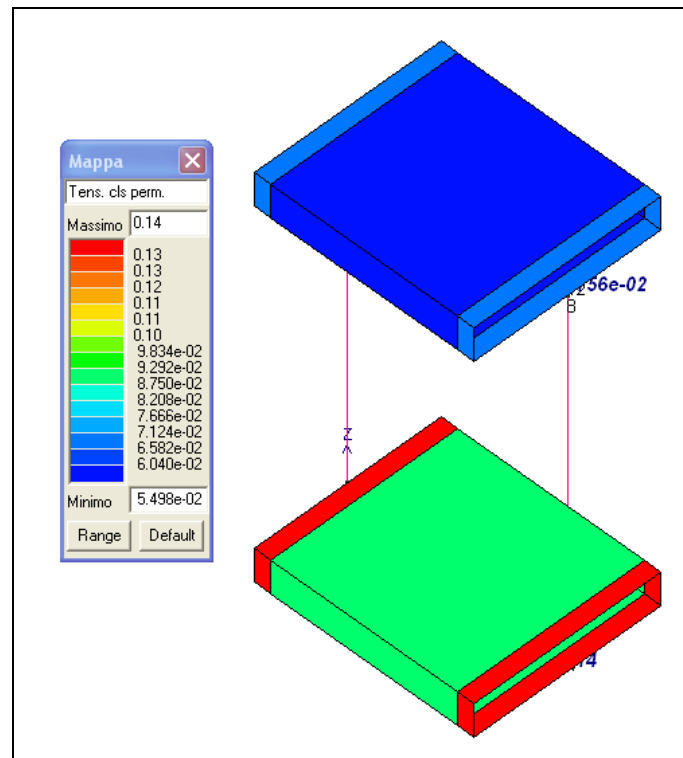 Mappa
Tens. cls perm.
Massimo 0.14
0.13
0.13
0.12
0.11
0.11
0.10
9.834e-02
9.292e-02
8.750e-02
8.208e-02
7.666e-02
7.124e-02
6.582e-02
6.040e-02
Minimo 5.498e-02
Range Default
56e-02
B
Z